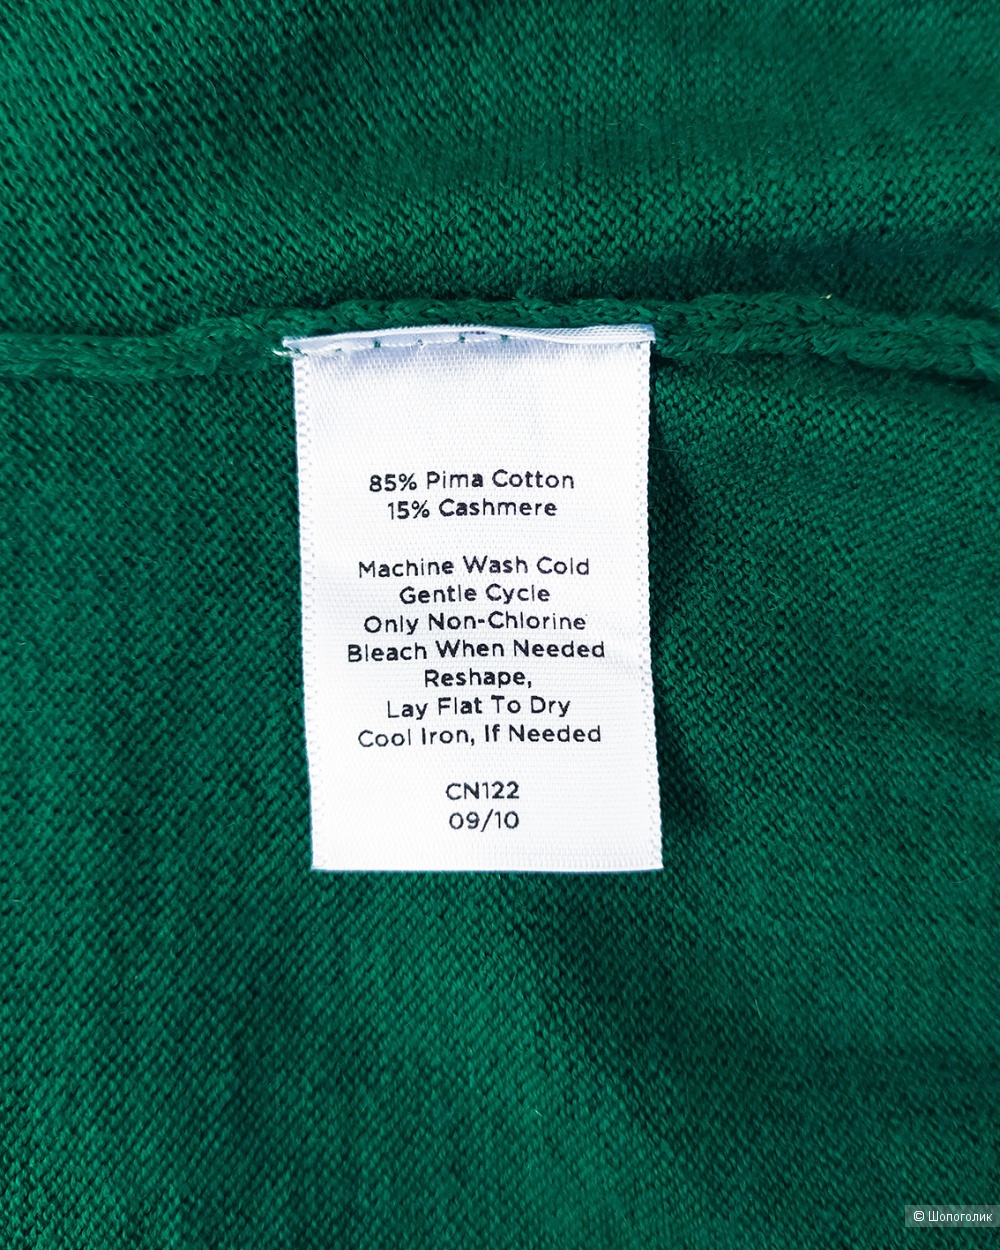 85% Pima Cotton
15% Cashmere
Machine Wash Cold
Gentle Cycle
Only Non-Chlorine
Bleach When Needed
Reshape,
Lay Flat To Dry
Cool Iron, If Needed
CN122
09/10
© Шопоголик